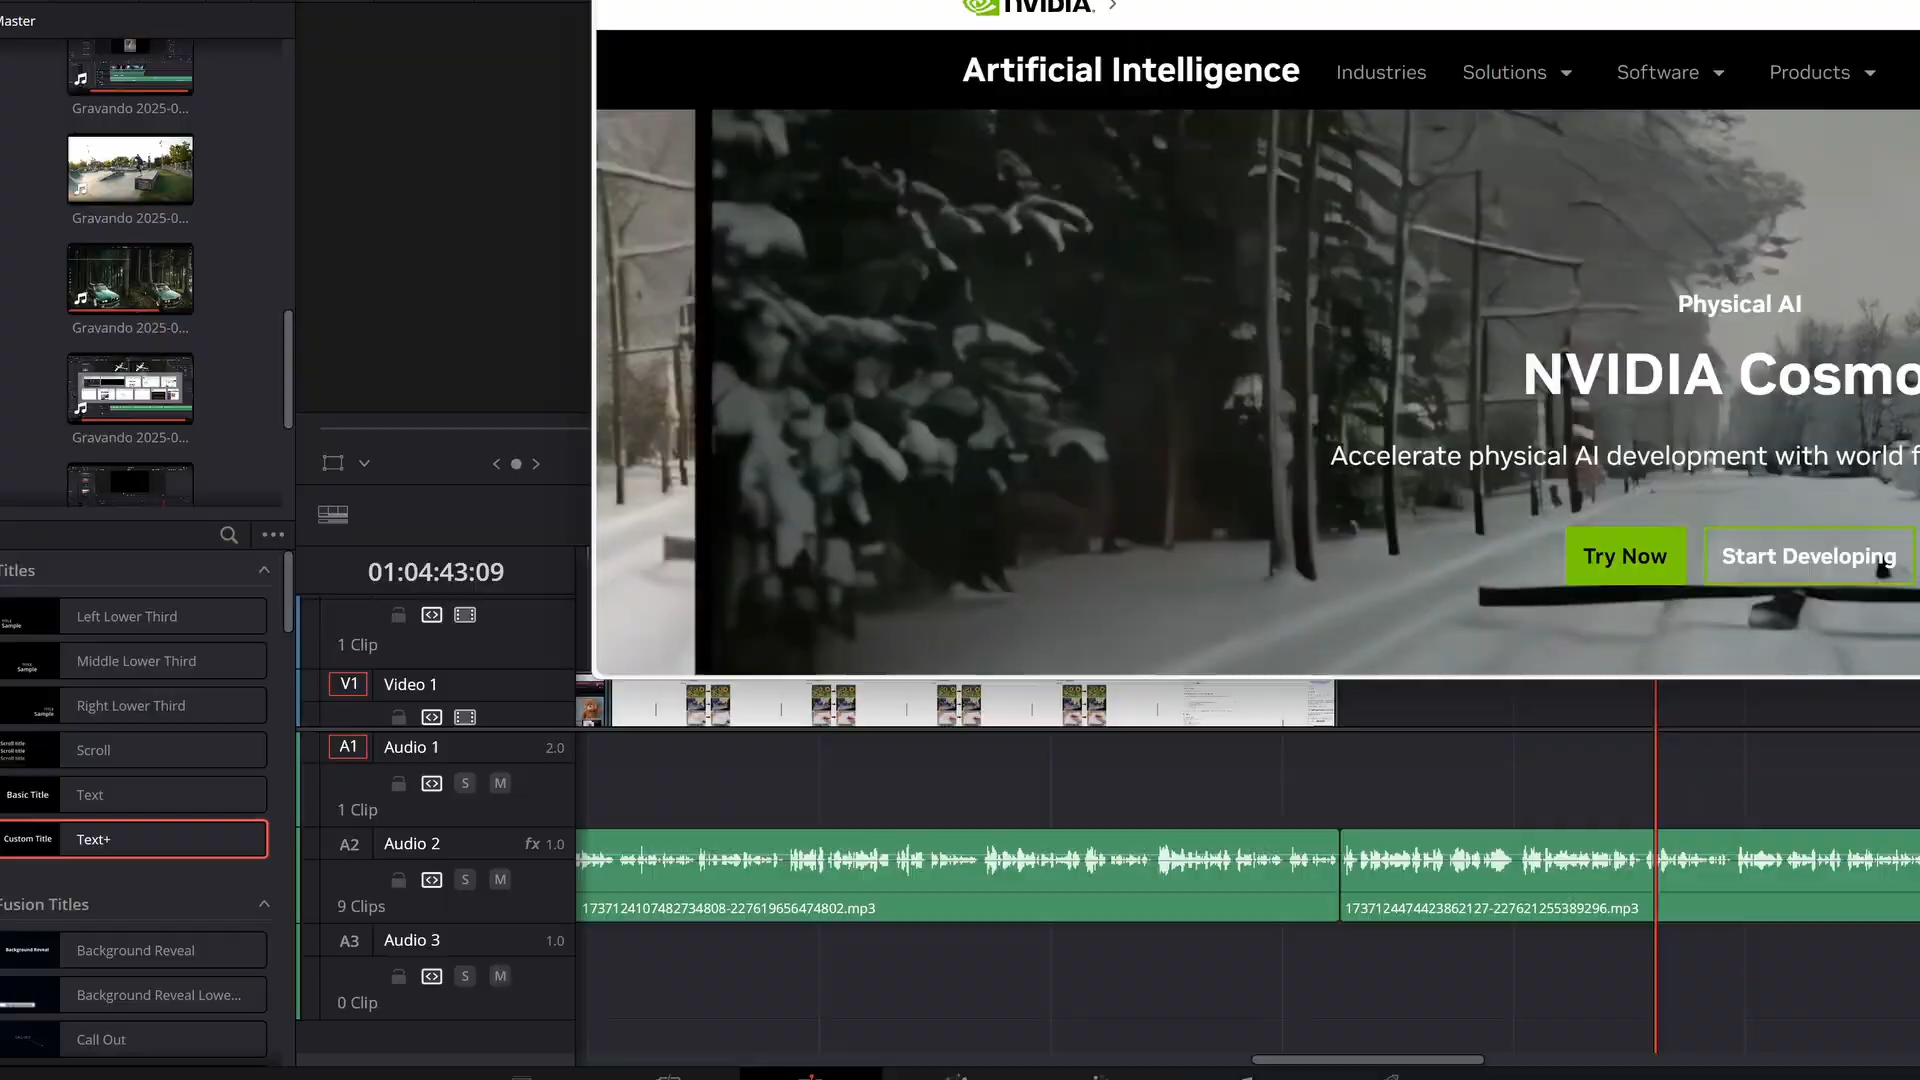 Master
Gravando 2025-0...
Gravando 2025-0...
Gravando 2025-0...
Gravando 2025-0...
Titles
Left Lower Third
Middle Lower Third
Right Lower Third
Scroll
Basic Title Text
Custom Title Text+
Fusion Titles
Background Reveal Background Reveal
Background Reveal Lowe...
Call Out
NVIDIA.
Artificial Intelligence Industries Solutions Software Products
Physical AI
NVIDIA Cosmo
Accelerate physical AI development with world f
Try Now Start Developing
01:04:43:09
1 Clip
V1 Video 1
A1 Audio 1 2.0
S M
1 Clip
A2 Audio 2 fx 1.0
S M
9 Clips
1737124107482734808-227619656474802.mp3 1737124474423862127-227621255389296.mp3
A3 Audio 3 1.0
S M
0 Clip